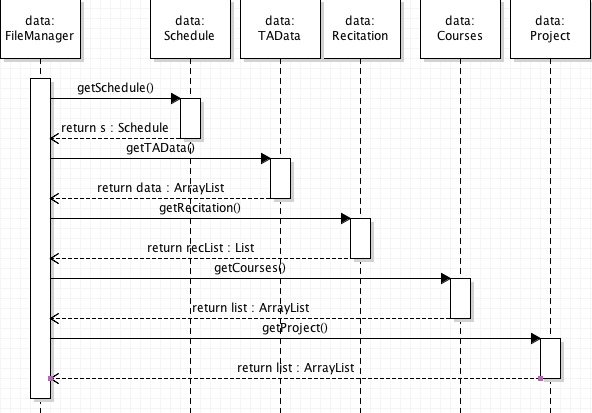 data:
FileManager
data:
Schedule
data:
TAData
data:
Recitation
data:
Courses
data:
Project
getSchedule()
return s : Schedule
getTAData()
return data : ArrayList
getRecitation()
return recList : List
getCourses()
return list : ArrayList
getProject()
return list : ArrayList